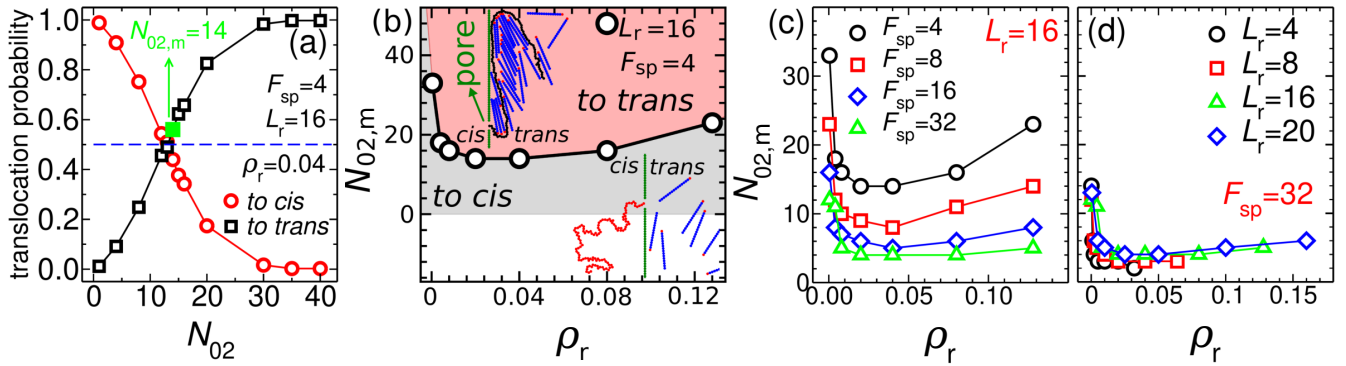 (a)
translocation probability
1.0
0.8
0.6
0.4
0.2
0.0
N02,m=14
Fsp=4
Lr=16
ρr=0.04
to cis
to trans
0 10 20 30 40
N02
(b)
N02,m
40
20
0
pore
Lr=16
Fsp=4
to trans
cis trans
to cis
cis trans
0 0.04 0.08 0.12
ρr
(c)
N02,m
30
20
10
0
Lr=16
Fsp=4
Fsp=8
Fsp=16
Fsp=32
0.00 0.05 0.10
ρr
(d)
Lr=4
Lr=8
Lr=16
Lr=20
Fsp=32
0 0.05 0.10 0.15
ρr